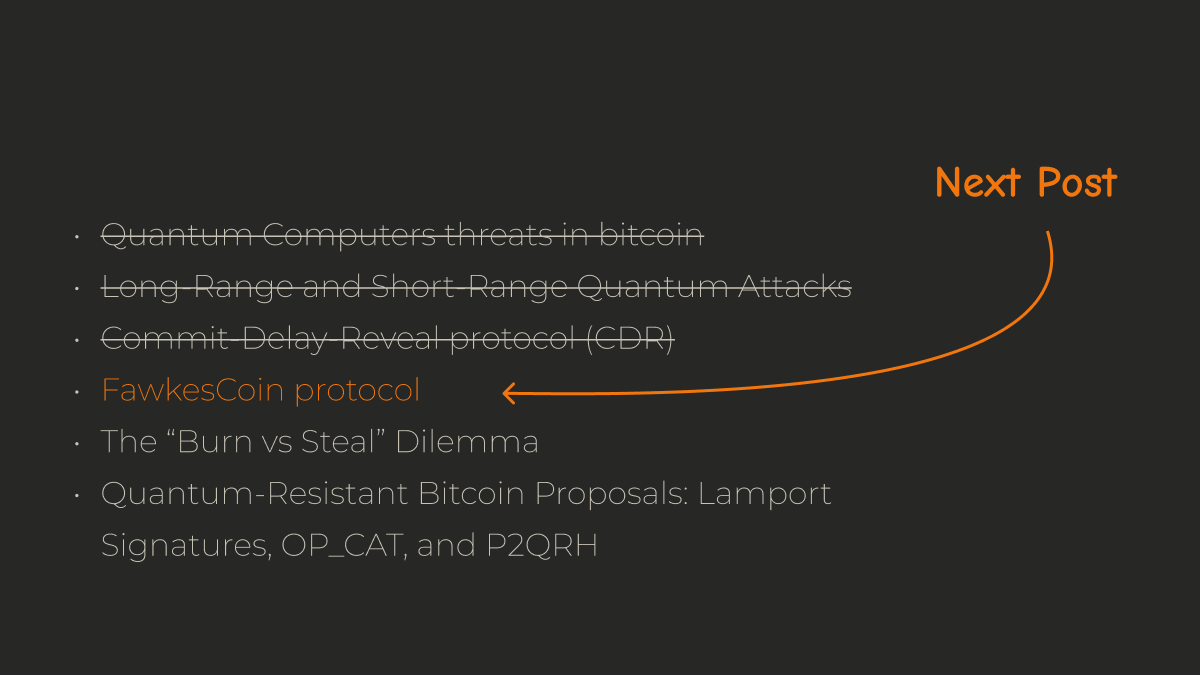 Next Post
• Quantum Computers threats in bitcoin
• Long-Range and Short-Range Quantum Attacks
• Commit-Delay-Reveal protocol (CDR)
• FawkesCoin protocol
• The “Burn vs Steal” Dilemma
• Quantum-Resistant Bitcoin Proposals: Lamport
Signatures, OP_CAT, and P2QRH